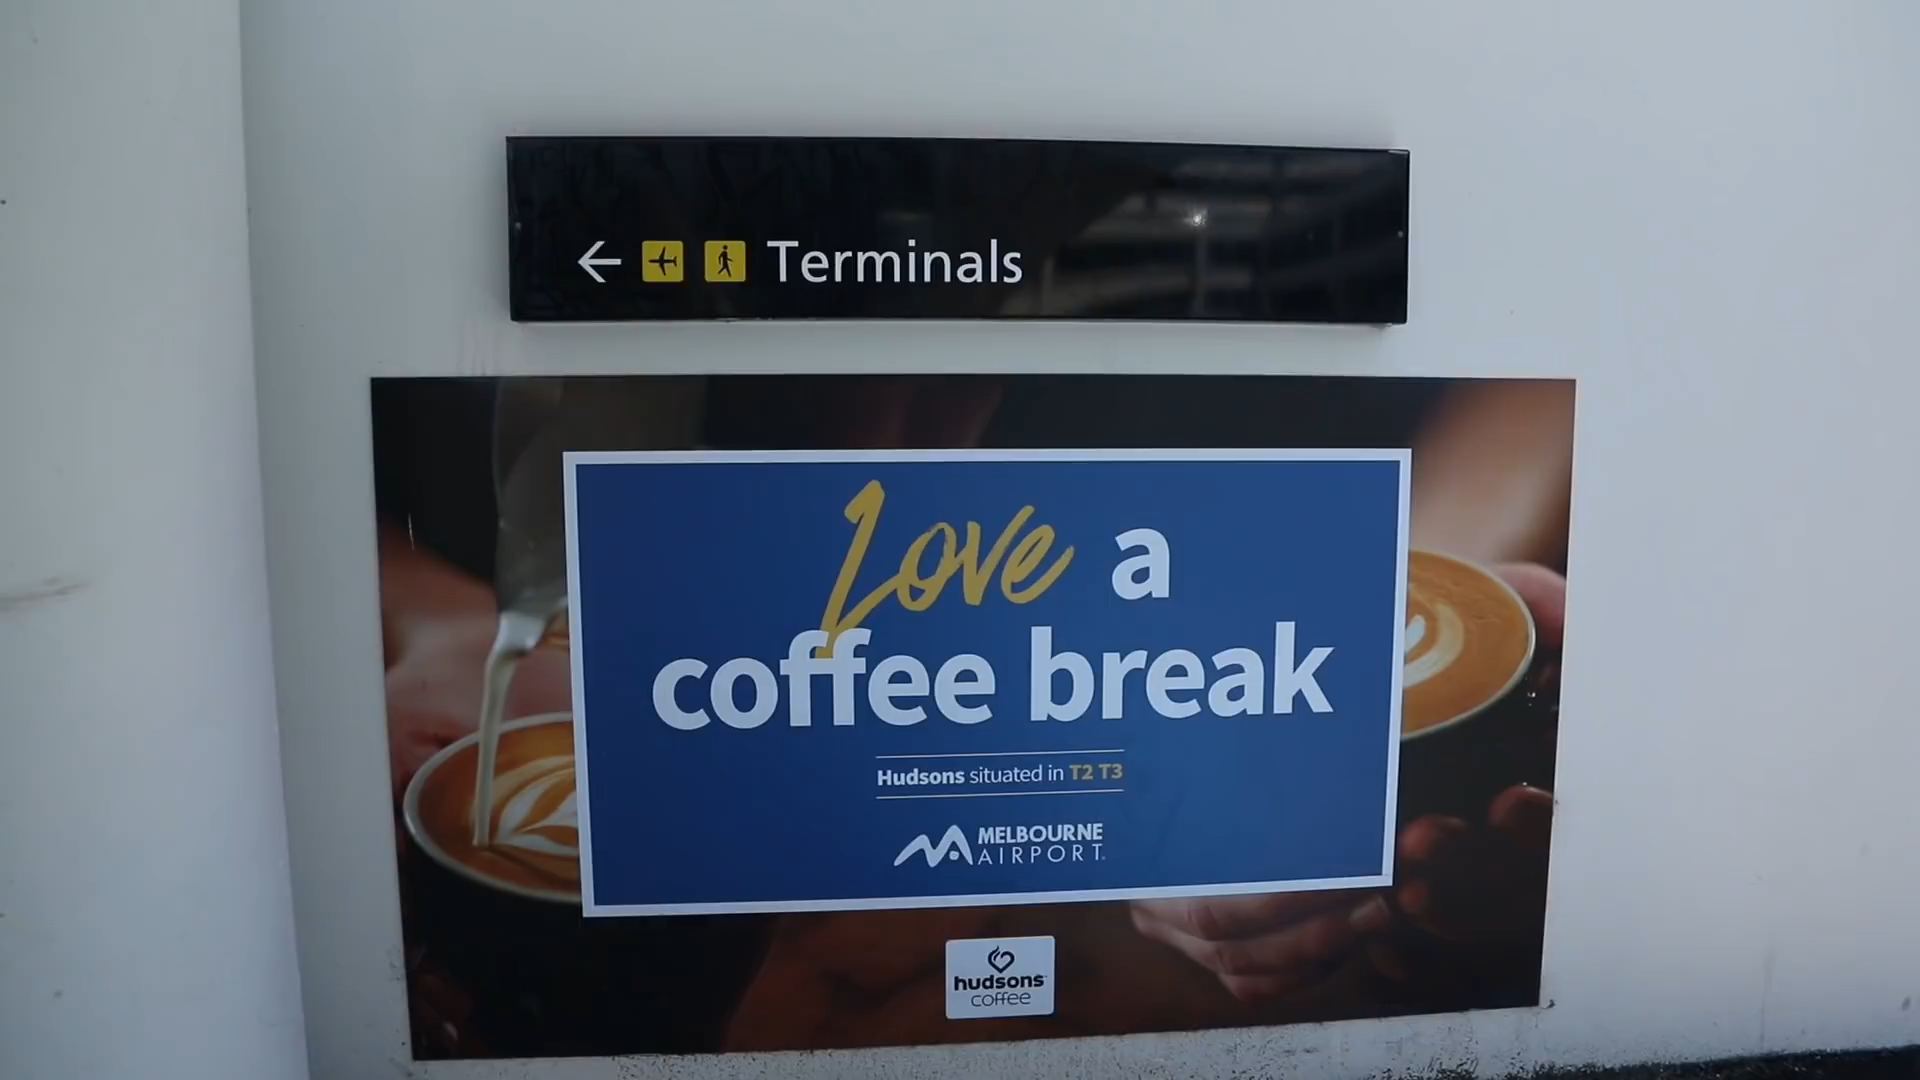 Terminals
Love a
coffee break
Hudsons situated in T2 T3
MELBOURNE
AIRPORT
hudsons
coffee